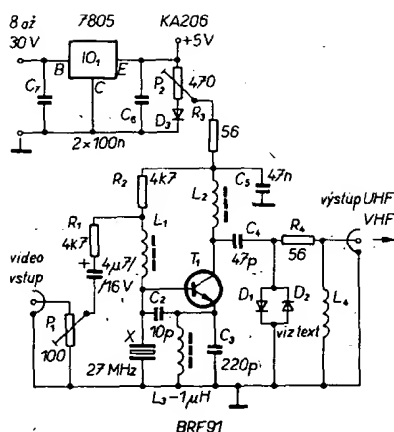 8 až
30 V
7805
KA206
+5V
B
IO₁
E
C
C₇
C₆
P₂
470
D₃
R₃
2×100n
56
R₂
4k7
L₂
C₅
47n
R₁
4k7
L₁
4μ7/
/16 V
C₄
47p
R₄
56
výstup UHF
VHF
video
vstup
P₁
100
T₁
C₂
10p
X
27 MHz
C₃
220p
D₁
D₂
viz text
L₄
L₃-1μH
BRF91